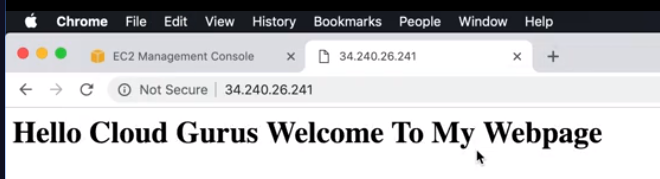 Chrome File Edit View History Bookmarks People Window Help
EC2 Management Console × 34.240.26.241 × +
Not Secure | 34.240.26.241
Hello Cloud Gurus Welcome To My Webpage